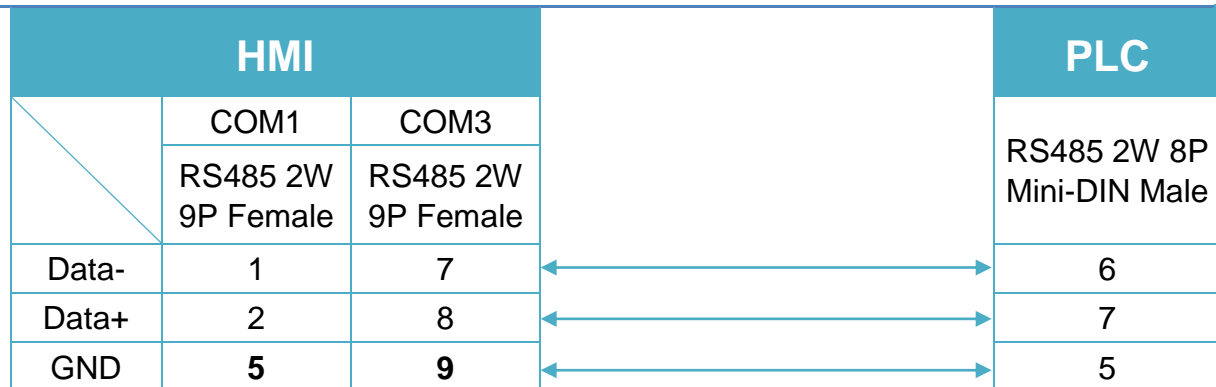 HMI PLC
COM1 COM3
RS485 2W 9P Female RS485 2W 9P Female RS485 2W 8P Mini-DIN Male
Data- 1 7 6
Data+ 2 8 7
GND 5 9 5